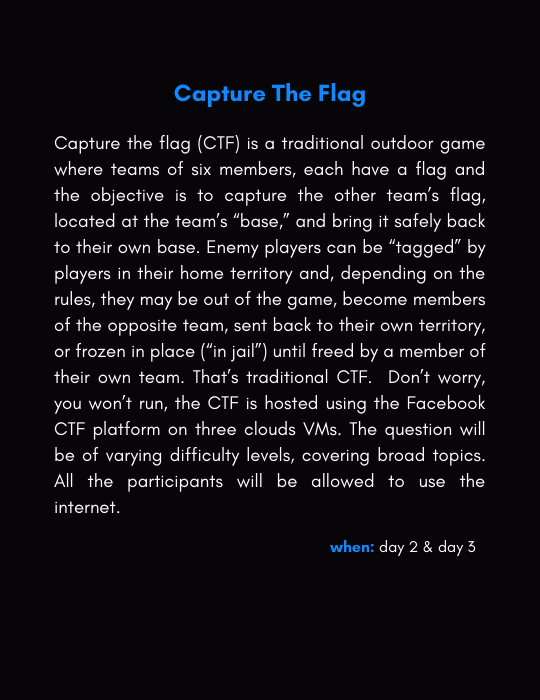 Capture The Flag
Capture the flag (CTF) is a traditional outdoor game
where teams of six members, each have a flag and
the objective is to capture the other team’s flag,
located at the team’s “base,” and bring it safely back
to their own base. Enemy players can be “tagged” by
players in their home territory and, depending on the
rules, they may be out of the game, become members
of the opposite team, sent back to their own territory,
or frozen in place (“in jail”) until freed by a member of
their own team. That’s traditional CTF. Don’t worry,
you won’t run, the CTF is hosted using the Facebook
CTF platform on three clouds VMs. The question will
be of varying difficulty levels, covering broad topics.
All the participants will be allowed to use the
internet.
when: day 2 & day 3